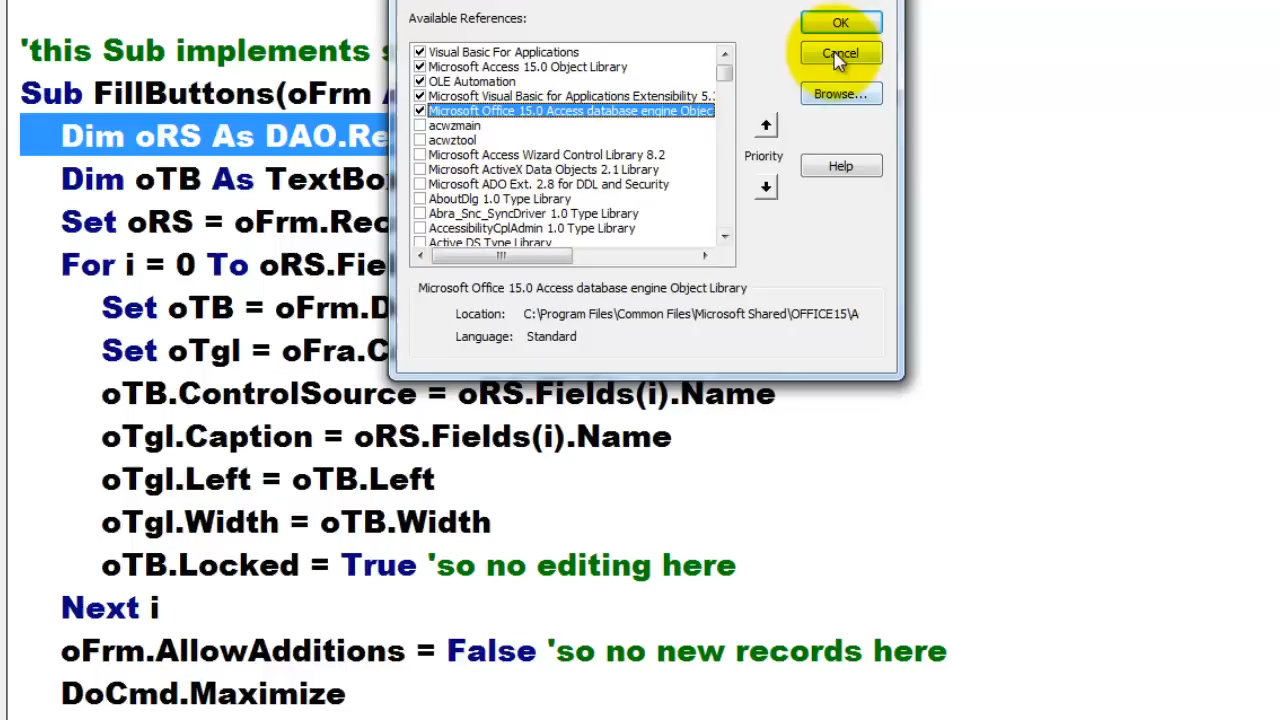 Available References:
OK
'this Sub implements s
Visual Basic For Applications
Cancel
Microsoft Access 15.0 Object Library
OLE Automation
Sub FillButtons(oFrm
Microsoft Visual Basic for Applications Extensibility 5.
Browse...
Microsoft Office 15.0 Access database engine Objec
acwzmain
Dim oRS As DAO.Re
acwztool
Microsoft Access Wizard Control Library 8.2
Priority
Microsoft ActiveX Data Objects 2.1 Library
Help
Dim oTB As TextBox
Microsoft ADO Ext. 2.8 for DDL and Security
AboutDlg 1.0 Type Library
Abra_Snc_SyncDriver 1.0 Type Library
Set oRS = oFrm.Rec
AccessibilityCplAdmin 1.0 Type Library
Active DS Type Library
For i = 0 To oRS.Fie
Microsoft Office 15.0 Access database engine Object Library
Set oTB = oFrm.D
Location: C:\Program Files\Common Files\Microsoft Shared\OFFICE15\A
Language: Standard
Set oTgl = oFra.C
oTB.ControlSource = oRS.Fields(i).Name
oTgl.Caption = oRS.Fields(i).Name
oTgl.Left = oTB.Left
oTgl.Width = oTB.Width
oTB.Locked = True 'so no editing here
Next i
oFrm.AllowAdditions = False 'so no new records here
DoCmd.Maximize